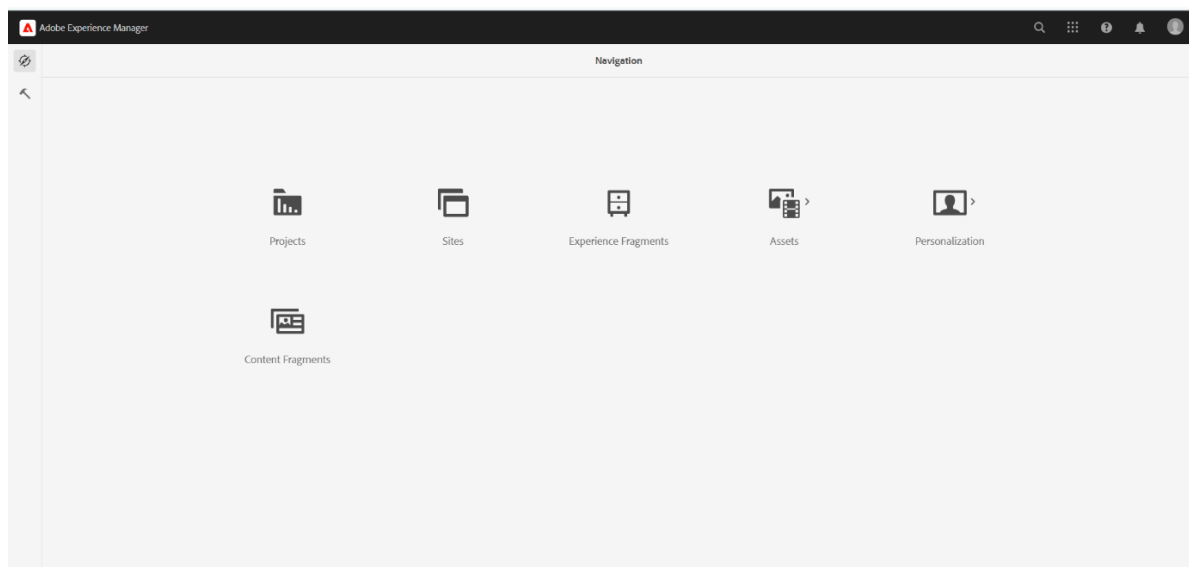 Adobe Experience Manager
Navigation
Projects
Sites
Experience Fragments
Assets
Personalization
Content Fragments